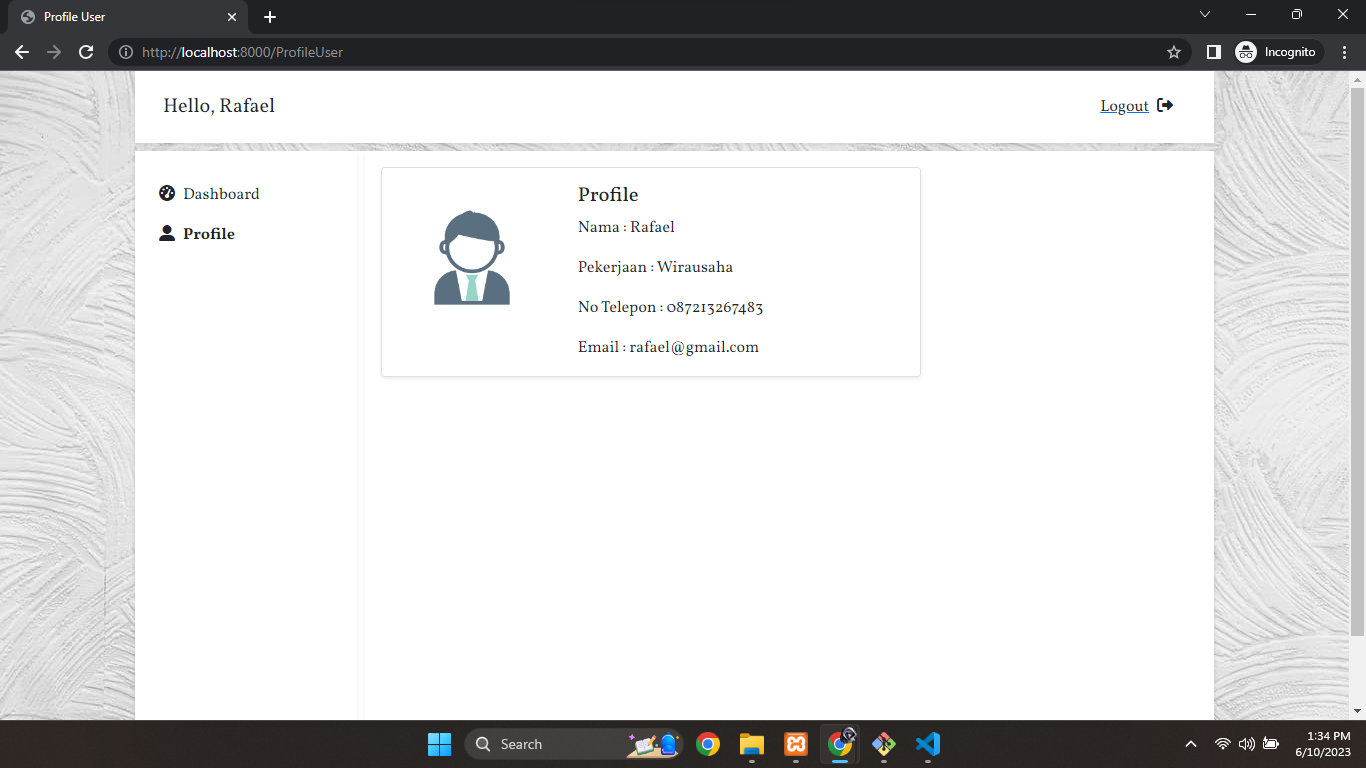 Profile User
http://localhost:8000/ProfileUser
Incognito
Hello, Rafael
Logout
Dashboard
Profile
Profile
Nama : Rafael
Pekerjaan : Wirausaha
No Telepon : 087213267483
Email : rafael@gmail.com
Search
1:34 PM
6/10/2023